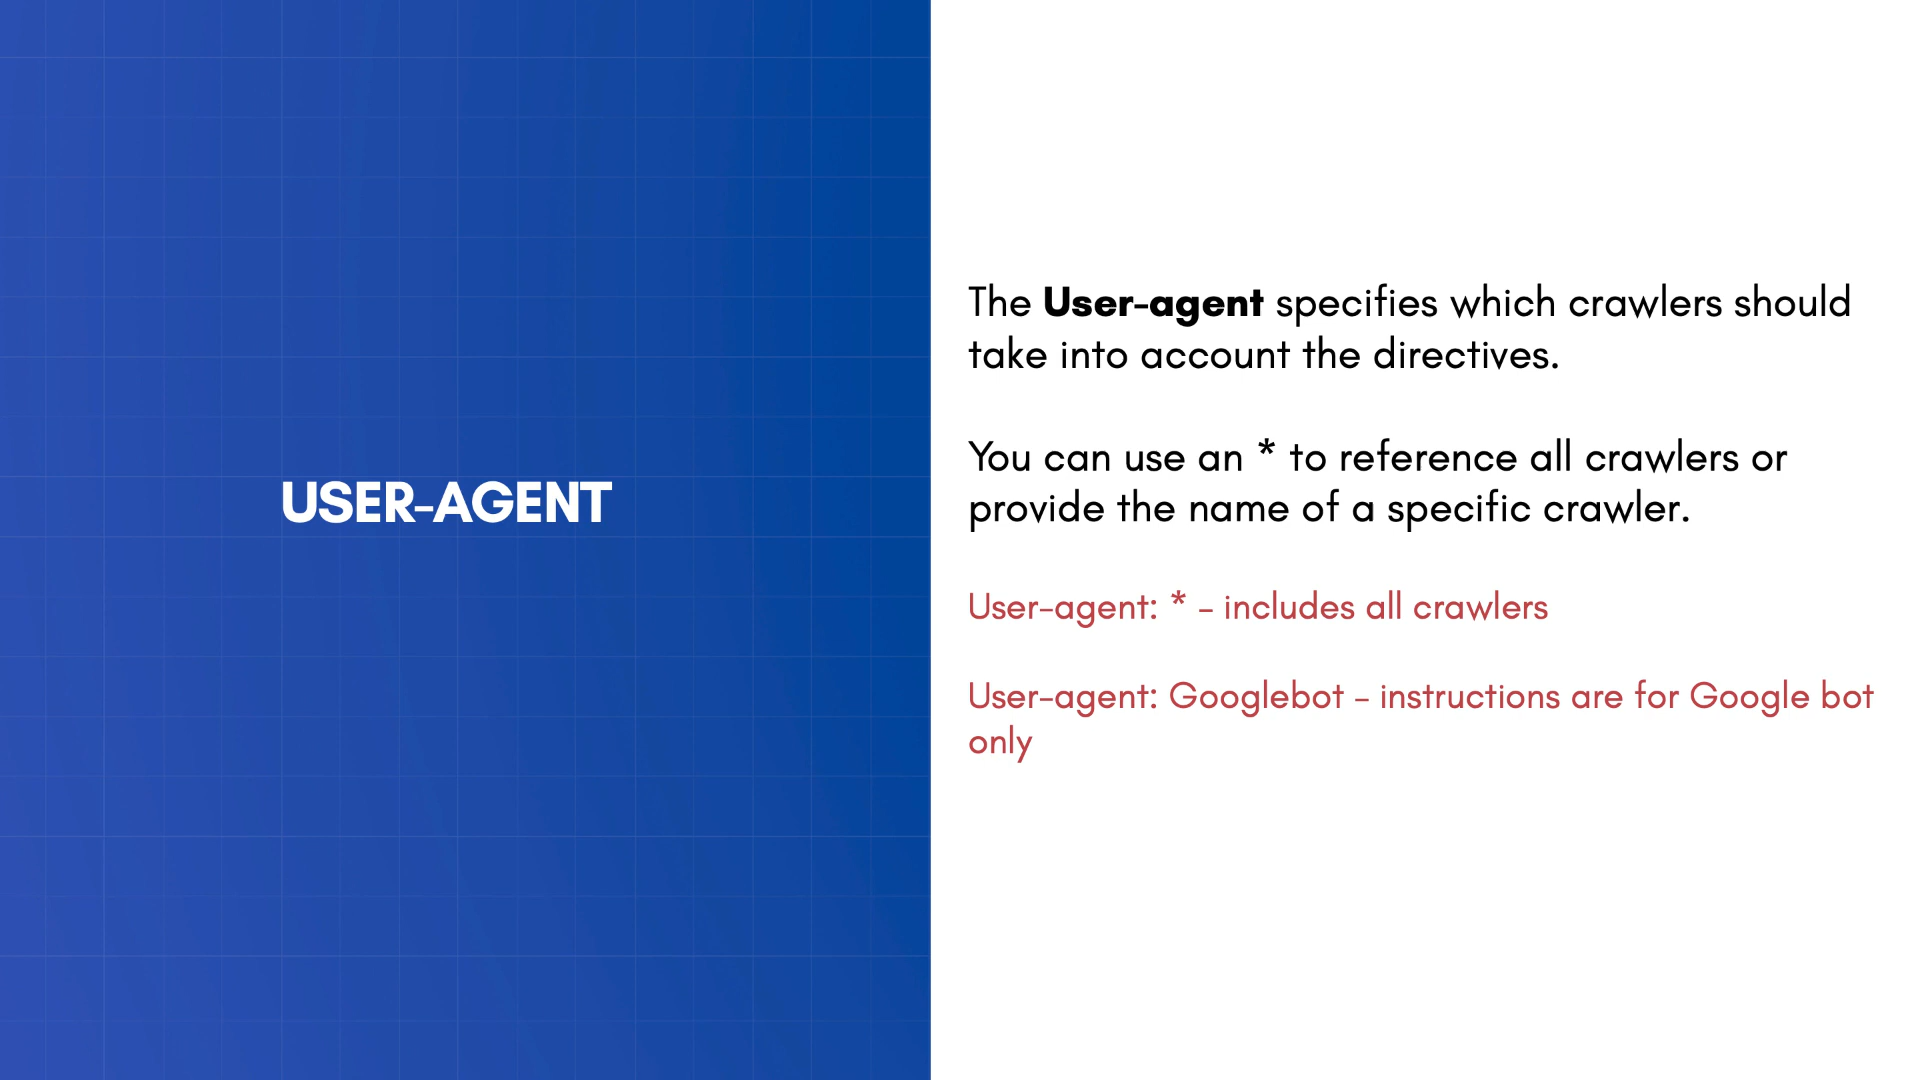 USER-AGENT
The User-agent specifies which crawlers should
take into account the directives.
You can use an * to reference all crawlers or
provide the name of a specific crawler.
User-agent: * - includes all crawlers
User-agent: Googlebot - instructions are for Google bot
only